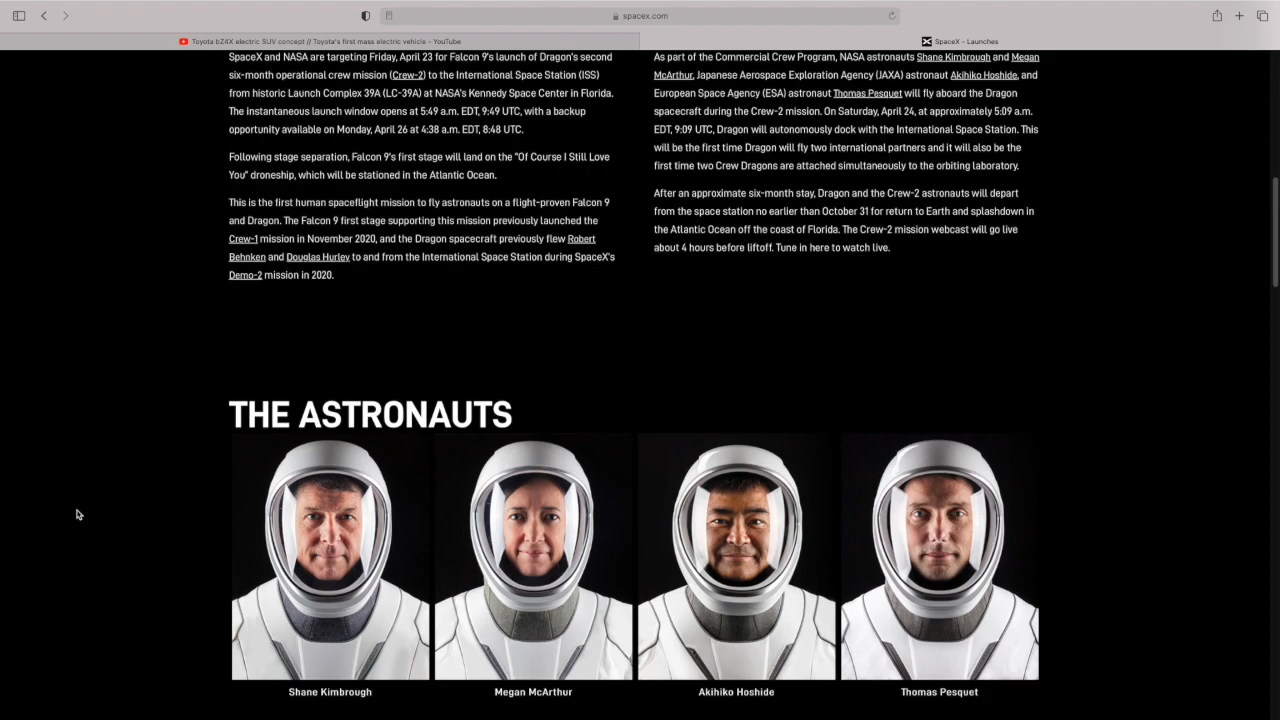 spacex.com
Toyota bZ4X electric SUV concept // Toyota's first mass electric vehicle - YouTube
SpaceX - Launches
SpaceX and NASA are targeting Friday, April 23 for Falcon 9's launch of Dragon's second
six-month operational crew mission (Crew-2) to the International Space Station (ISS)
from historic Launch Complex 39A (LC-39A) at NASA's Kennedy Space Center in Florida.
The instantaneous launch window opens at 5:49 a.m. EDT, 9:49 UTC, with a backup
opportunity available on Monday, April 26 at 4:38 a.m. EDT, 8:48 UTC.
Following stage separation, Falcon 9's first stage will land on the "Of Course I Still Love
You" droneship, which will be stationed in the Atlantic Ocean.
This is the first human spaceflight mission to fly astronauts on a flight-proven Falcon 9
and Dragon. The Falcon 9 first stage supporting this mission previously launched the
Crew-1 mission in November 2020, and the Dragon spacecraft previously flew Robert
Behnken and Douglas Hurley to and from the International Space Station during SpaceX's
Demo-2 mission in 2020.
As part of the Commercial Crew Program, NASA astronauts Shane Kimbrough and Megan
McArthur, Japanese Aerospace Exploration Agency (JAXA) astronaut Akihiko Hoshide, and
European Space Agency (ESA) astronaut Thomas Pesquet will fly aboard the Dragon
spacecraft during the Crew-2 mission. On Saturday, April 24, at approximately 5:09 a.m.
EDT, 9:09 UTC, Dragon will autonomously dock with the International Space Station. This
will be the first time Dragon will fly two international partners and it will also be the
first time two Crew Dragons are attached simultaneously to the orbiting laboratory.
After an approximate six-month stay, Dragon and the Crew-2 astronauts will depart
from the space station no earlier than October 31 for return to Earth and splashdown in
the Atlantic Ocean off the coast of Florida. The Crew-2 mission webcast will go live
about 4 hours before liftoff. Tune in here to watch live.
THE ASTRONAUTS
Shane Kimbrough
Megan McArthur
Akihiko Hoshide
Thomas Pesquet